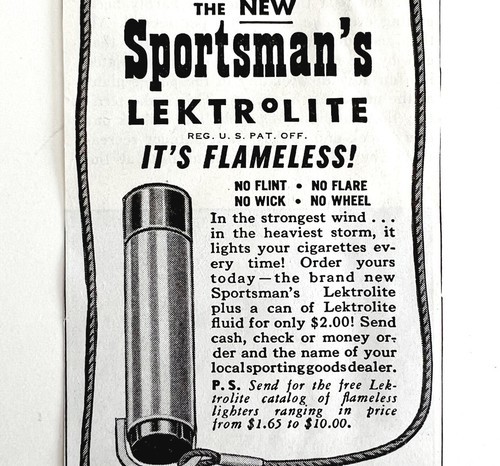 THE NEW
Sportsman's
LEKTROLITE
REG. U. S. PAT. OFF.
IT'S FLAMELESS!
NO FLINT • NO FLARE
NO WICK • NO WHEEL
In the strongest wind . . .
in the heaviest storm, it
lights your cigarettes ev-
ery time! Order yours
today—the brand new
Sportsman's Lektrolite
plus a can of Lektrolite
fluid for only $2.00! Send
cash, check or money or-
der and the name of your
local sporting goods dealer.
P. S. Send for the free Lek-
trolite catalog of flameless
lighters ranging in price
from $1.65 to $10.00.